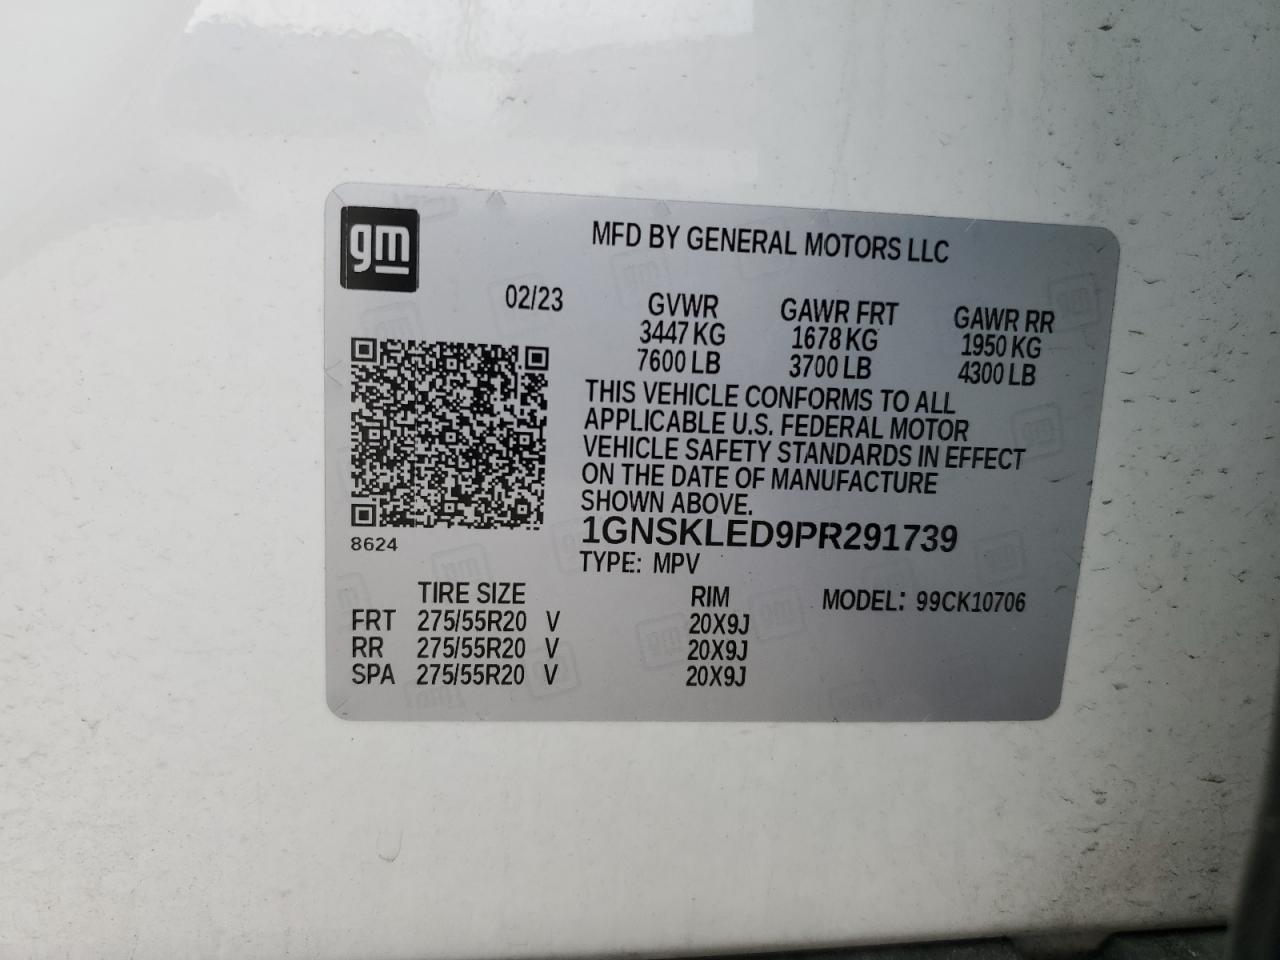 gm
MFD BY GENERAL MOTORS LLC
02/23 GVWR GAWR FRT GAWR RR
3447 KG 1678 KG 1950 KG
7600 LB 3700 LB 4300 LB
THIS VEHICLE CONFORMS TO ALL
APPLICABLE U.S. FEDERAL MOTOR
VEHICLE SAFETY STANDARDS IN EFFECT
ON THE DATE OF MANUFACTURE
SHOWN ABOVE.
1GNSKLED9PR291739
8624
TYPE: MPV
TIRE SIZE RIM MODEL: 99CK10706
FRT 275/55R20 V 20X9J
RR 275/55R20 V 20X9J
SPA 275/55R20 V 20X9J